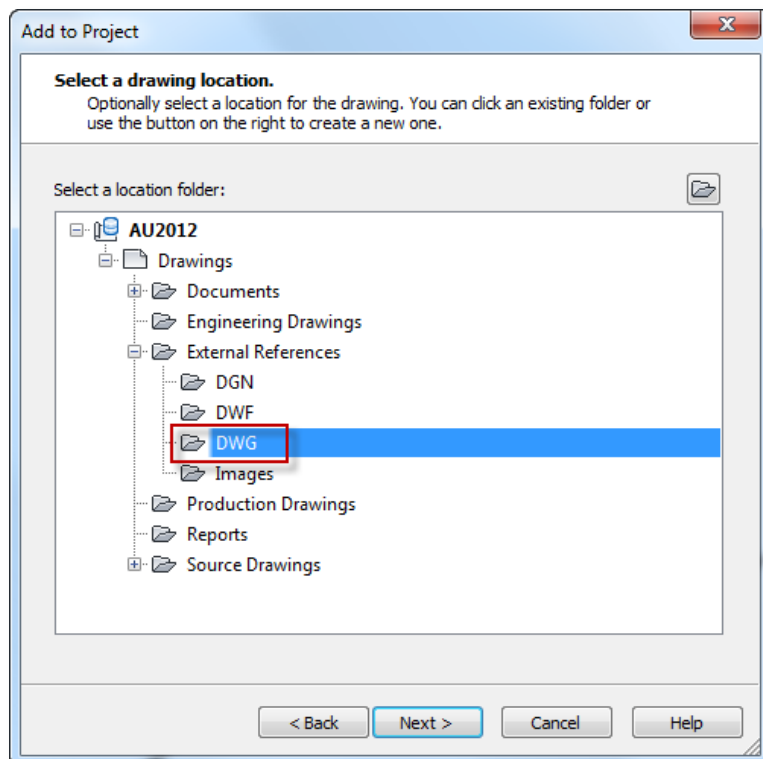 Add to Project
Select a drawing location.
Optionally select a location for the drawing. You can click an existing folder or
use the button on the right to create a new one.
Select a location folder:
AU2012
Drawings
Documents
Engineering Drawings
External References
DGN
DWF
DWG
Images
Production Drawings
Reports
Source Drawings
< Back Next > Cancel Help